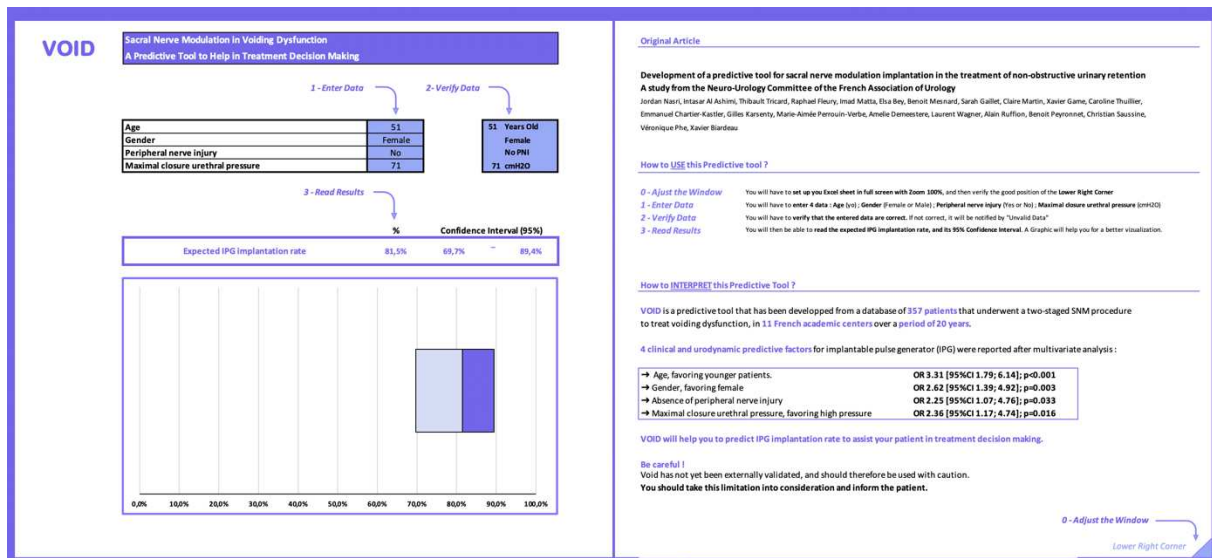 VOID
Sacral Nerve Modulation in Voiding Dysfunction
A Predictive Tool to Help in Treatment Decision Making
1 - Enter Data
2- Verify Data
Age 51 51 Years Old
Gender Female Female
Peripheral nerve injury No No PNI
Maximal closure urethral pressure 71 71 cmH2O
3 - Read Results
% Confidence Interval (95%)
Expected IPG implantation rate 81,5% 69,7% – 89,4%
0,0% 10,0% 20,0% 30,0% 40,0% 50,0% 60,0% 70,0% 80,0% 90,0% 100,0%
Original Article
Development of a predictive tool for sacral nerve modulation implantation in the treatment of non-obstructive urinary retention
A study from the Neuro-Urology Committee of the French Association of Urology
Jordan Nasri, Intasar Al Ashimi, Thibault Tricard, Raphael Fleury, Imad Matta, Elsa Bey, Benoit Mesnard, Sarah Gaillet, Claire Martin, Xavier Game, Caroline Thuillier,
Emmanuel Chartier-Kastler, Gilles Karsenty, Marie-Aimée Perrouin-Verbe, Amelie Demeestere, Laurent Wagner, Alain Ruffion, Benoit Peyronnet, Christian Saussine,
Véronique Phe, Xavier Biardeau
How to USE this Predictive tool ?
0 - Ajust the Window You will have to set up you Excel sheet in full screen with Zoom 100%, and then verify the good position of the Lower Right Corner
1 - Enter Data You will have to enter 4 data : Age (yo) ; Gender (Female or Male) ; Peripheral nerve injury (Yes or No) ; Maximal closure urethral pressure (cmH2O)
2 - Verify Data You will have to verify that the entered data are correct. If not correct, it will be notified by "Unvalid Data"
3 - Read Results You will then be able to read the expected IPG implantation rate, and its 95% Confidence Interval. A Graphic will help you for a better vizualization.
How to INTERPRET this Predictive Tool ?
VOID is a predictive tool that has been developped from a database of 357 patients that underwent a two-staged SNM procedure
to treat voiding dysfunction, in 11 French academic centers over a period of 20 years.
4 clinical and urodynamic predictive factors for implantable pulse generator (IPG) were reported after multivariate analysis :
→ Age, favoring younger patients. OR 3.31 [95%CI 1.79; 6.14]; p<0.001
→ Gender, favoring female OR 2.62 [95%CI 1.39; 4.92]; p=0.003
→ Absence of peripheral nerve injury OR 2.25 [95%CI 1.07; 4.76]; p=0.033
→ Maximal closure urethral pressure, favoring high pressure OR 2.36 [95%CI 1.17; 4.74]; p=0.016
VOID will help you to predict IPG implantation rate to assist your patient in treatment decision making.
Be careful !
Void has not yet been externally validated, and should therefore be used with caution.
You should take this limitation into consideration and inform the patient.
0 - Adjust the Window
Lower Right Corner